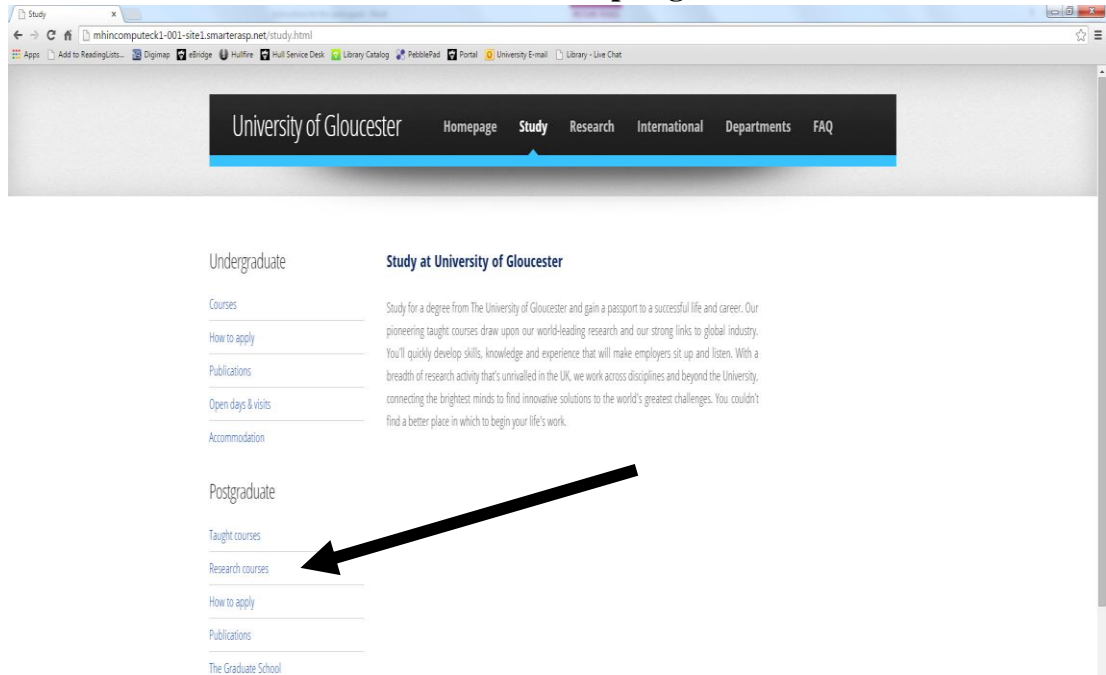 Study
mhincomputeck1-001-site1.smarterasp.net/study.html
Apps Add to ReadingLists... Digimap eBridge Hullfire Hull Service Desk Library Catalog PebblePad Portal University E-mail Library - Live Chat
University of Gloucester Homepage Study Research International Departments FAQ
Undergraduate
Courses
How to apply
Publications
Open days & visits
Accommodation
Postgraduate
Taught courses
Research courses
How to apply
Publications
The Graduate School
Study at University of Gloucester
Study for a degree from The University of Gloucester and gain a passport to a successful life and career. Our
pioneering taught courses draw upon our world-leading research and our strong links to global industry.
You'll quickly develop skills, knowledge and experience that will make employers sit up and listen. With a
breadth of research activity that's unrivalled in the UK, we work across disciplines and beyond the University,
connecting the brightest minds to find innovative solutions to the world's greatest challenges. You couldn't
find a better place in which to begin your life's work.